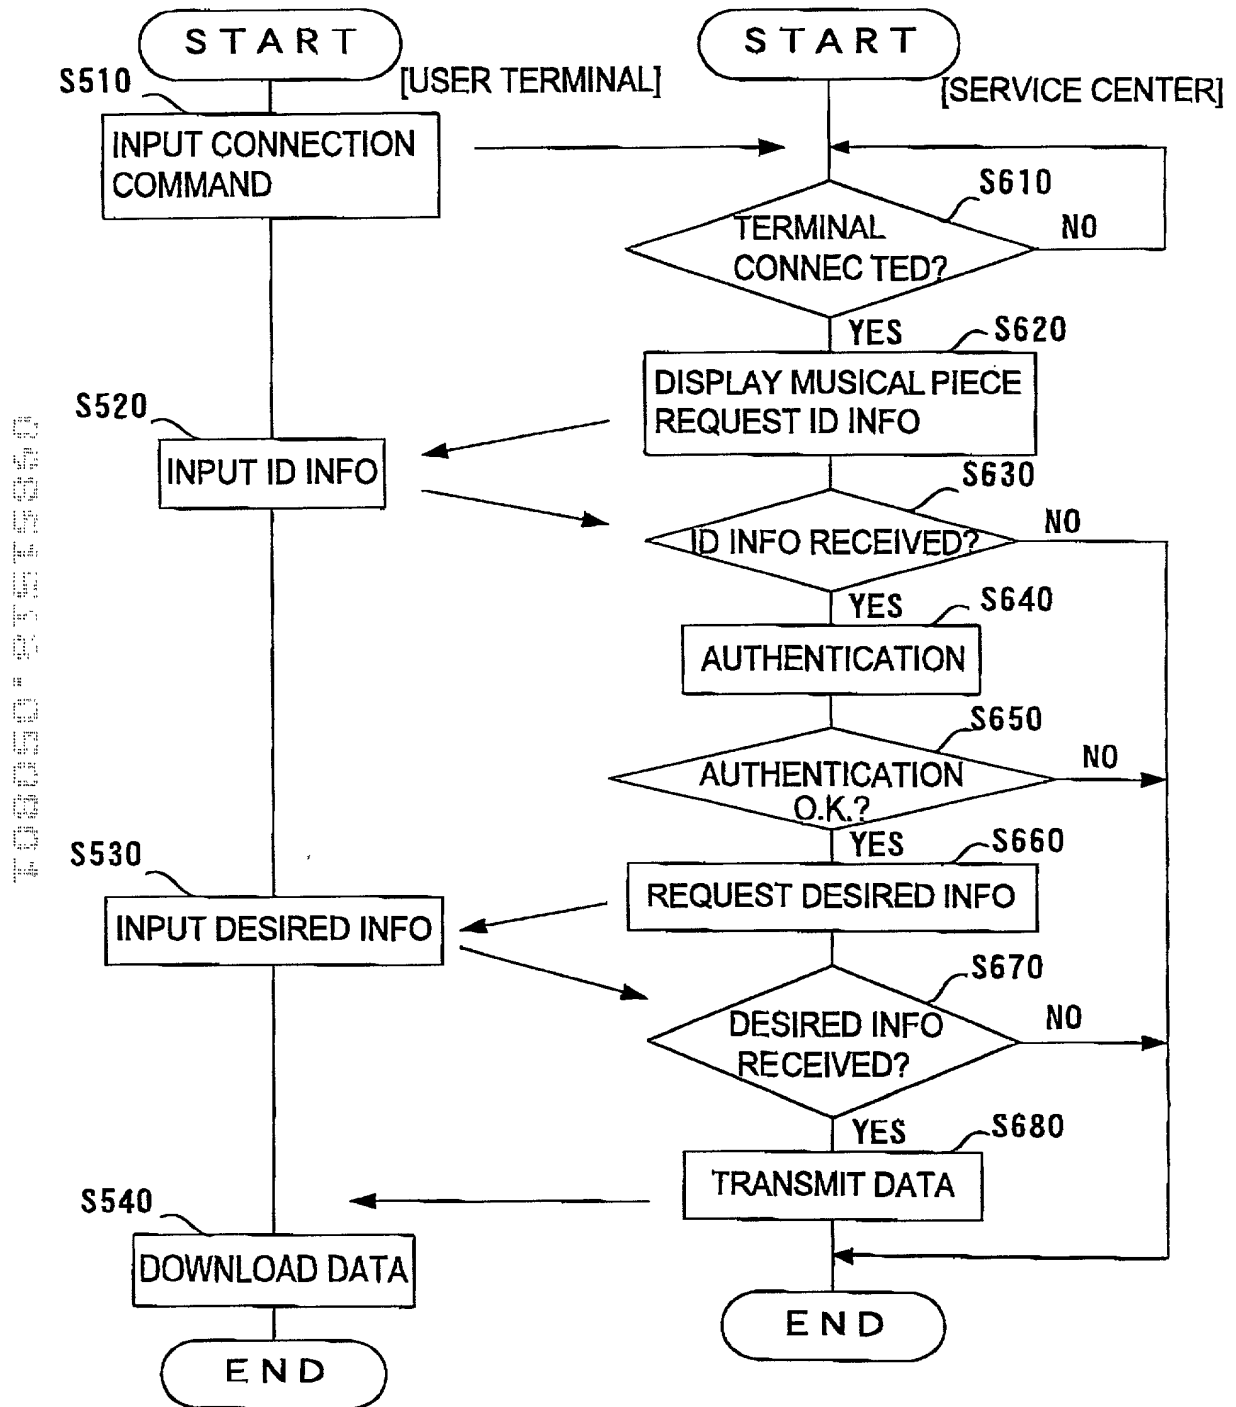 START
START
S510
[USER TERMINAL]
[SERVICE CENTER]
INPUT CONNECTION
COMMAND
S610
TERMINAL
CONNECTED?
NO
YES
S620
DISPLAY MUSICAL PIECE
REQUEST ID INFO
S520
INPUT ID INFO
S630
ID INFO RECEIVED?
NO
YES
S640
AUTHENTICATION
S650
AUTHENTICATION
O.K.?
NO
YES
S660
REQUEST DESIRED INFO
S530
INPUT DESIRED INFO
S670
DESIRED INFO
RECEIVED?
NO
YES
S680
TRANSMIT DATA
S540
DOWNLOAD DATA
END
END